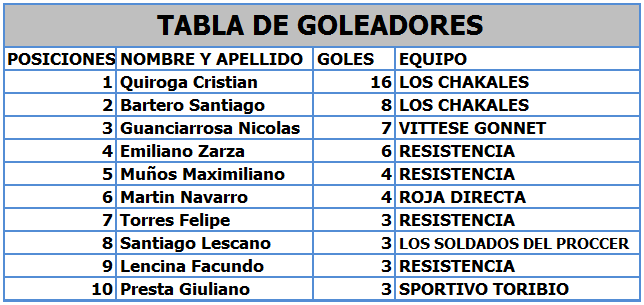 TABLA DE GOLEADORES
POSICIONES NOMBRE Y APELLIDO GOLES EQUIPO
1 Quiroga Cristian 16 LOS CHAKALES
2 Bartero Santiago 8 LOS CHAKALES
3 Guanciarrosa Nicolas 7 VITTESE GONNET
4 Emiliano Zarza 6 RESISTENCIA
5 Muños Maximiliano 4 RESISTENCIA
6 Martin Navarro 4 ROJA DIRECTA
7 Torres Felipe 3 RESISTENCIA
8 Santiago Lescano 3 LOS SOLDADOS DEL PROCCER
9 Lencina Facundo 3 RESISTENCIA
10 Presta Giuliano 3 SPORTIVO TORIBIO